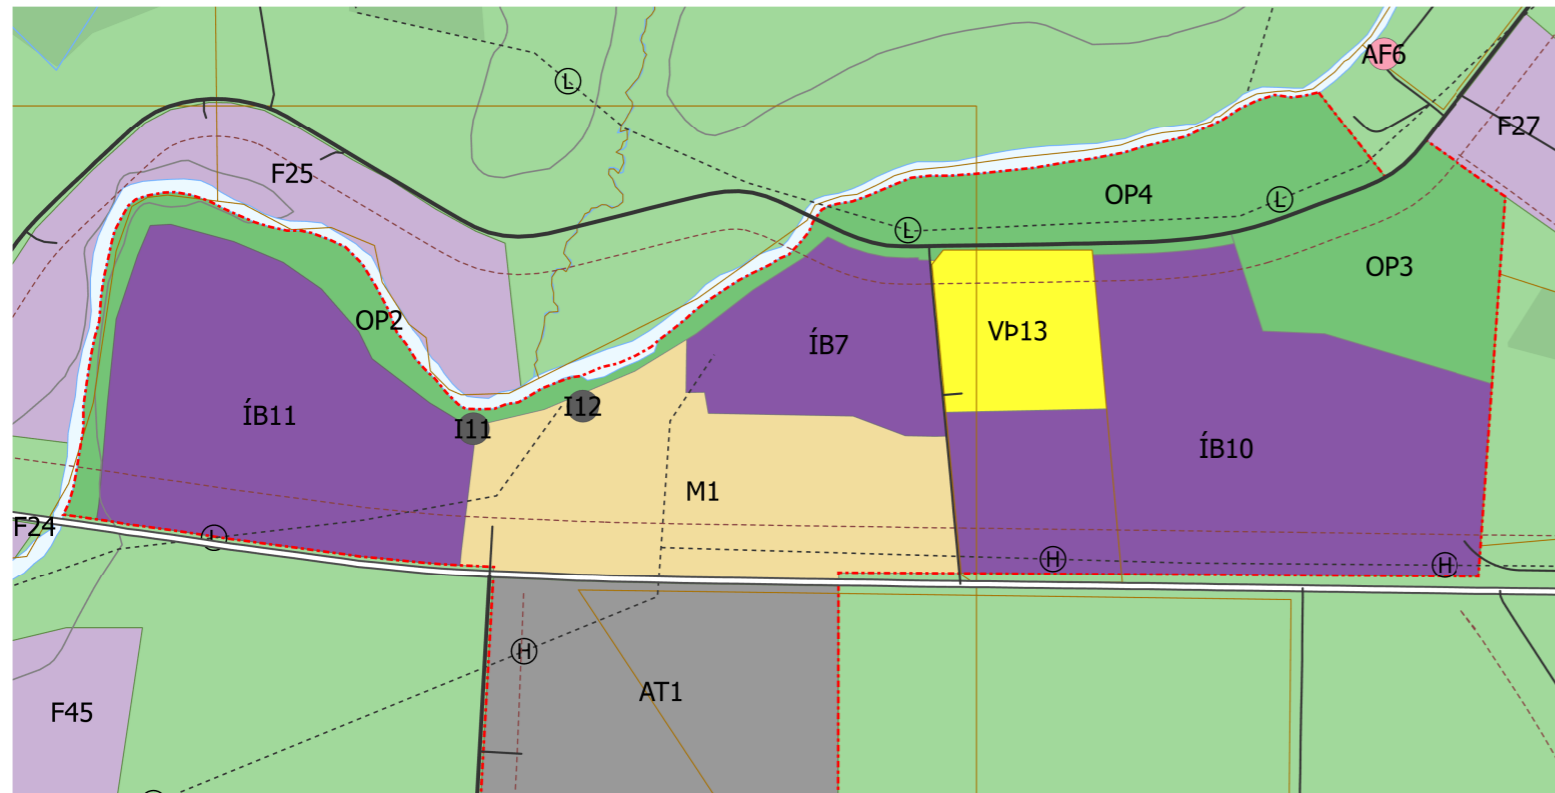 AF6
L
F27
F25
OP4
L
L
OP3
OP2
VÞ13
ÍB7
I12
ÍB11
I11
ÍB10
M1
F24
L
H
H
H
AT1
F45